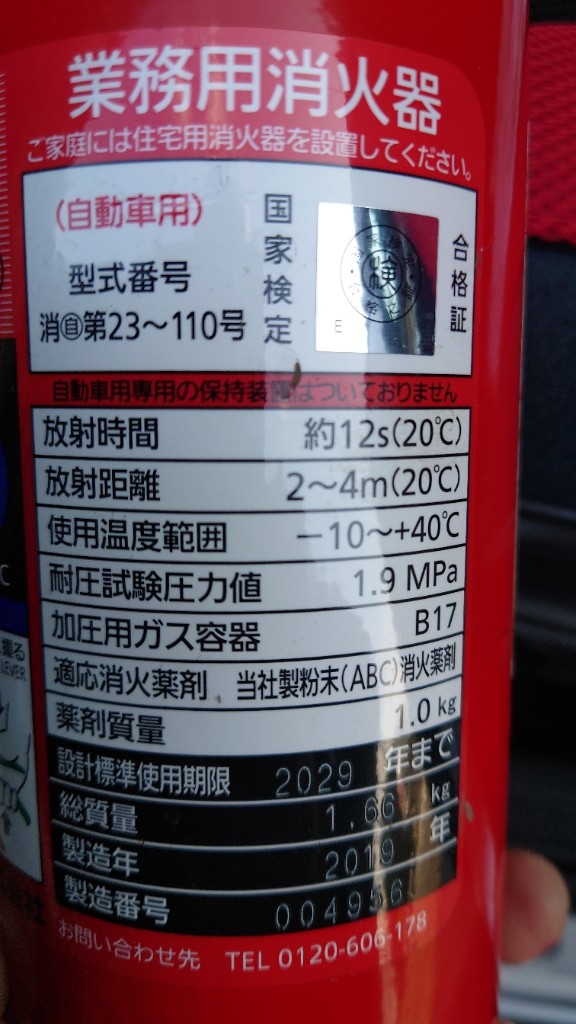 業務用消火器
ご家庭には住宅用消火器を設置してください。
(自動車用)
型式番号
消㊐第23～110号
国家検定
検
E
合格証
自動車用専用の保持装置はついておりません
放射時間 約12s(20℃)
放射距離 2～4m(20℃)
使用温度範囲 －10～+40℃
耐圧試験圧力値 1.9 MPa
加圧用ガス容器 B17
適応消火薬剤 当社製粉末(ABC)消火薬剤
薬剤質量 1.0 kg
設計標準使用期限 2029 年まで
総質量 1.66 kg
製造年 2019 年
製造番号 004956
お問い合わせ先 TEL 0120-606-178
振る
LEVER
C
社